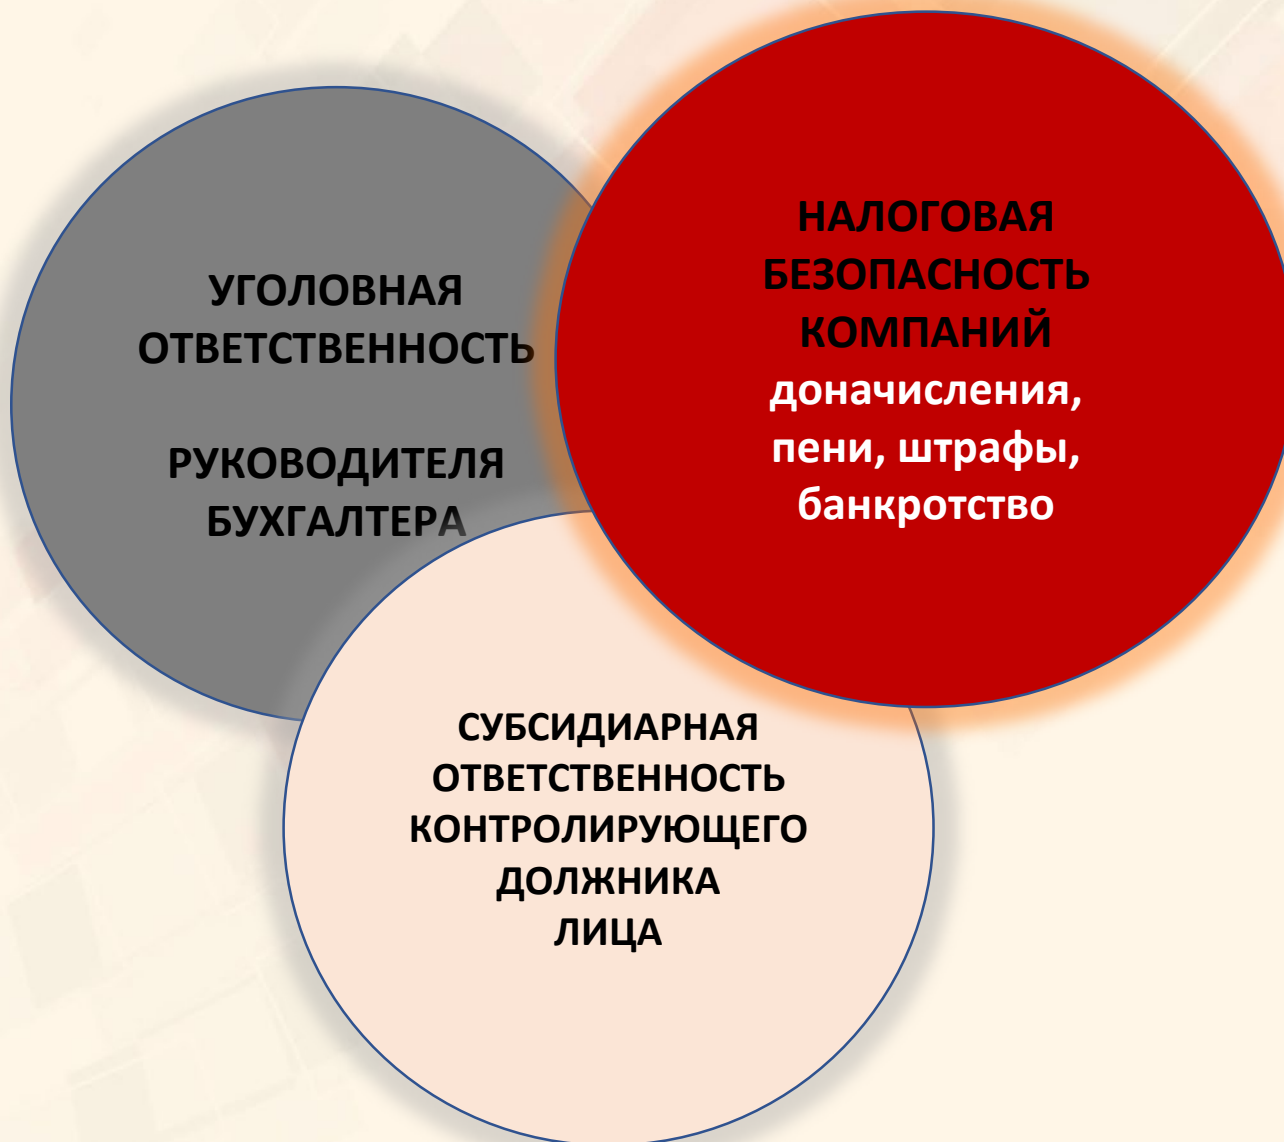 УГОЛОВНАЯ
ОТВЕТСТВЕННОСТЬ
РУКОВОДИТЕЛЯ
БУХГАЛТЕРА
НАЛОГОВАЯ
БЕЗОПАСНОСТЬ
КОМПАНИЙ
доначисления,
пени, штрафы,
банкротство
СУБСИДИАРНАЯ
ОТВЕТСТВЕННОСТЬ
КОНТРОЛИРУЮЩЕГО
ДОЛЖНИКА
ЛИЦА